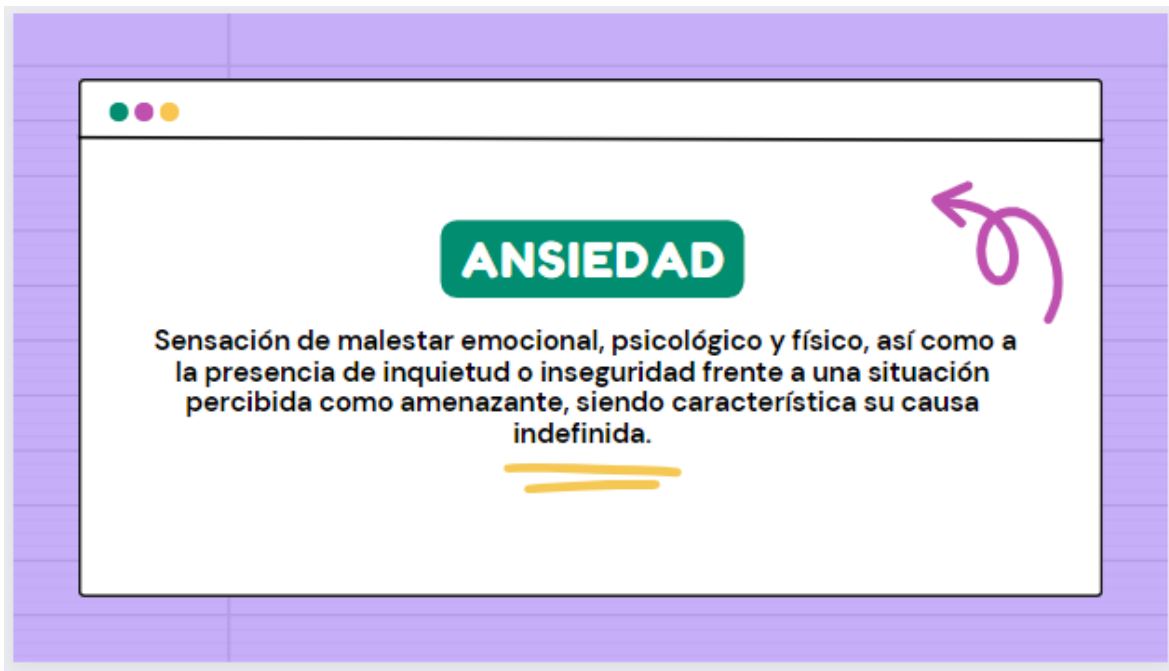 ANSIEDAD
Sensación de malestar emocional, psicológico y físico, así como a
la presencia de inquietud o inseguridad frente a una situación
percibida como amenazante, siendo característica su causa
indefinida.